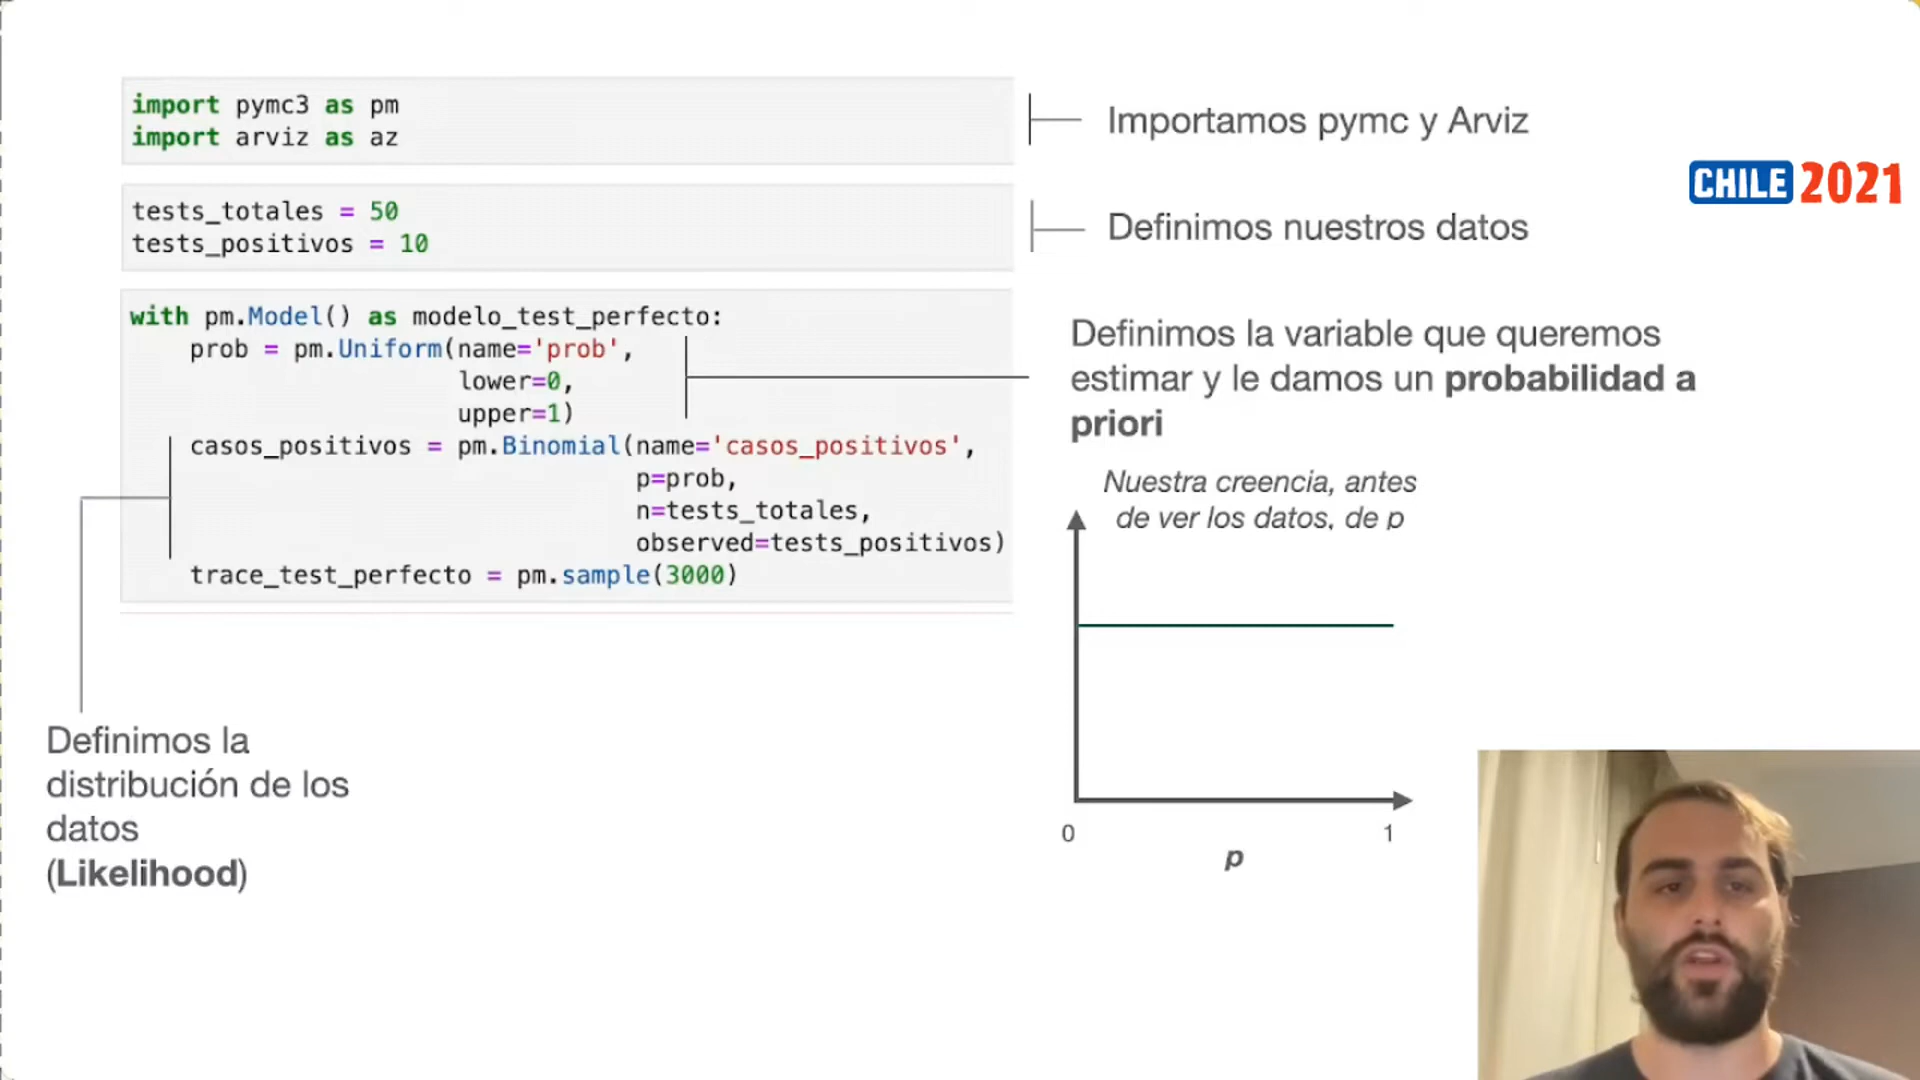 import pymc3 as pm
import arviz as az
Importamos pymc y Arviz
CHILE 2021
tests_totales = 50
tests_positivos = 10
Definimos nuestros datos
with pm.Model() as modelo_test_perfecto:
prob = pm.Uniform(name='prob',
lower=0,
upper=1)
casos_positivos = pm.Binomial(name='casos_positivos',
p=prob,
n=tests_totales,
observed=tests_positivos)
trace_test_perfecto = pm.sample(3000)
Definimos la variable que queremos
estimar y le damos un probabilidad a
priori
Nuestra creencia, antes
de ver los datos, de p
0
1
p
Definimos la
distribución de los
datos
(Likelihood)